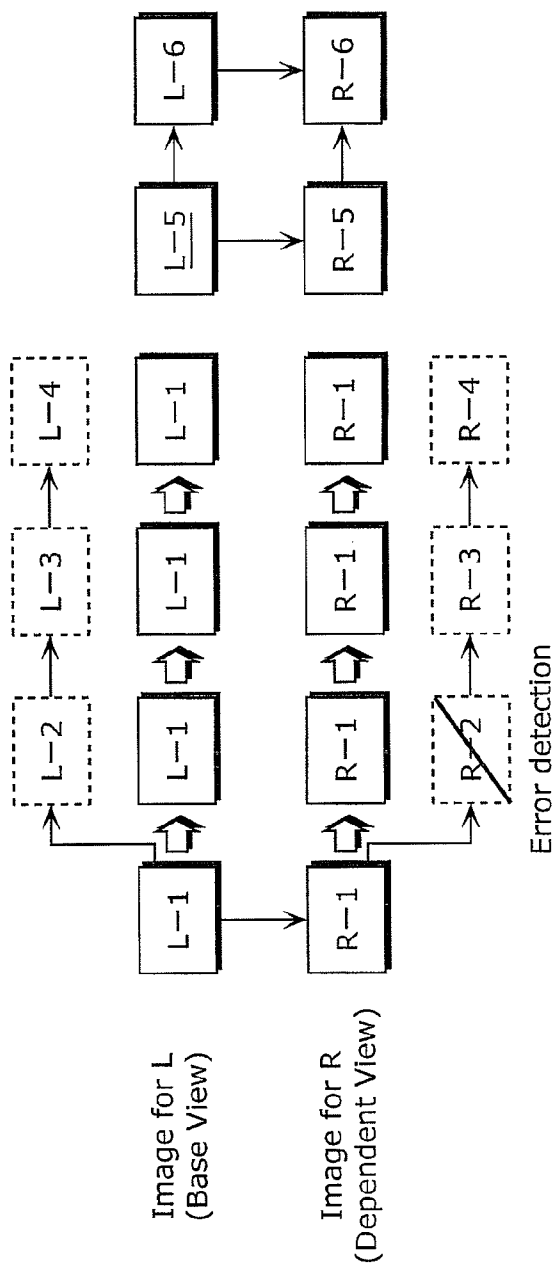 L-2
L-3
L-4
Image for L
(Base View)
L-1
L-1
L-1
L-1
L-5
L-6
Image for R
(Dependent View)
R-1
R-1
R-1
R-1
R-5
R-6
R-2
R-3
R-4
Error detection